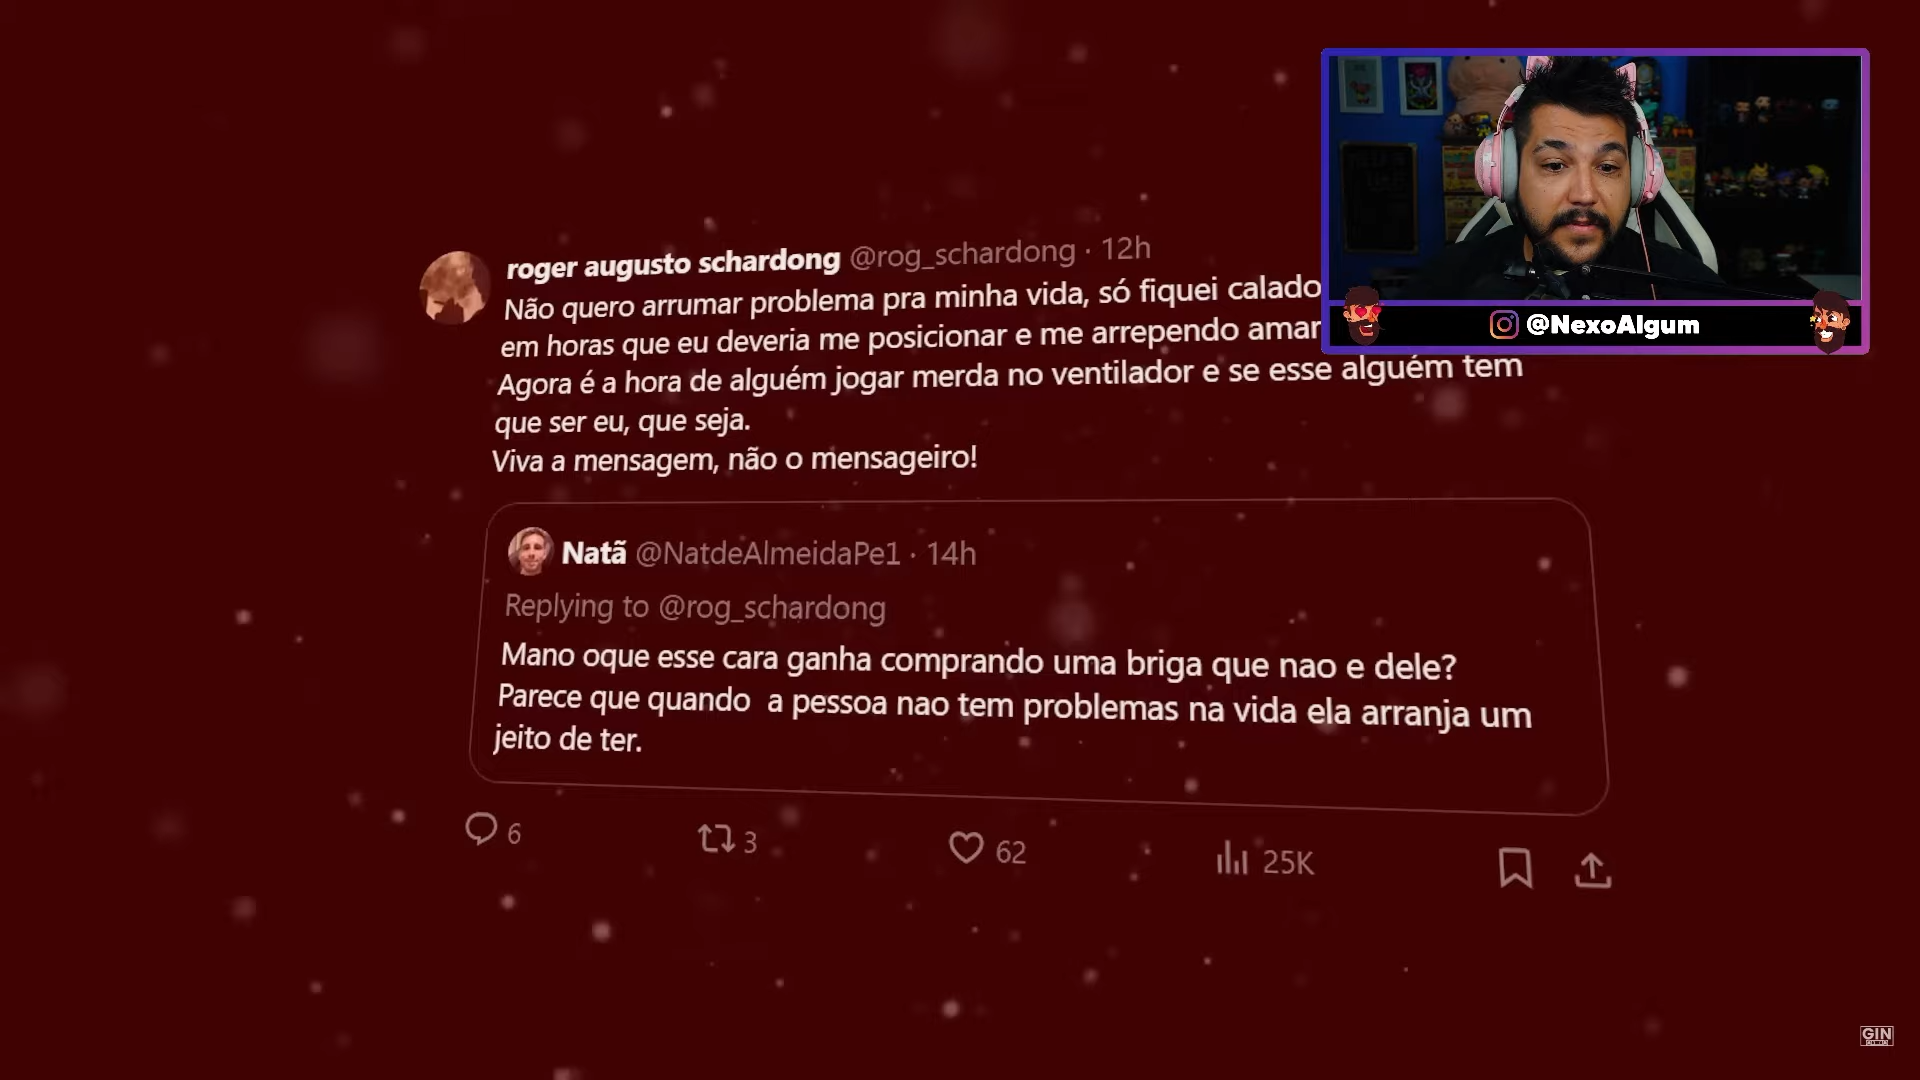 roger augusto schardong @rog_schardong · 12h
Não quero arrumar problema pra minha vida, só fiquei calado
em horas que eu deveria me posicionar e me arrependo
Agora é a hora de alguém jogar merda no ventilador e se esse alguém tem
que ser eu, que seja.
Viva a mensagem, não o mensageiro!
@NexoAlgum
Natã @NatdeAlmeidaPe1 · 14h
Replying to @rog_schardong
Mano oque esse cara ganha comprando uma briga que nao e dele?
Parece que quando a pessoa nao tem problemas na vida ela arranja um
jeito de ter.
6 3 62 25K
GIN